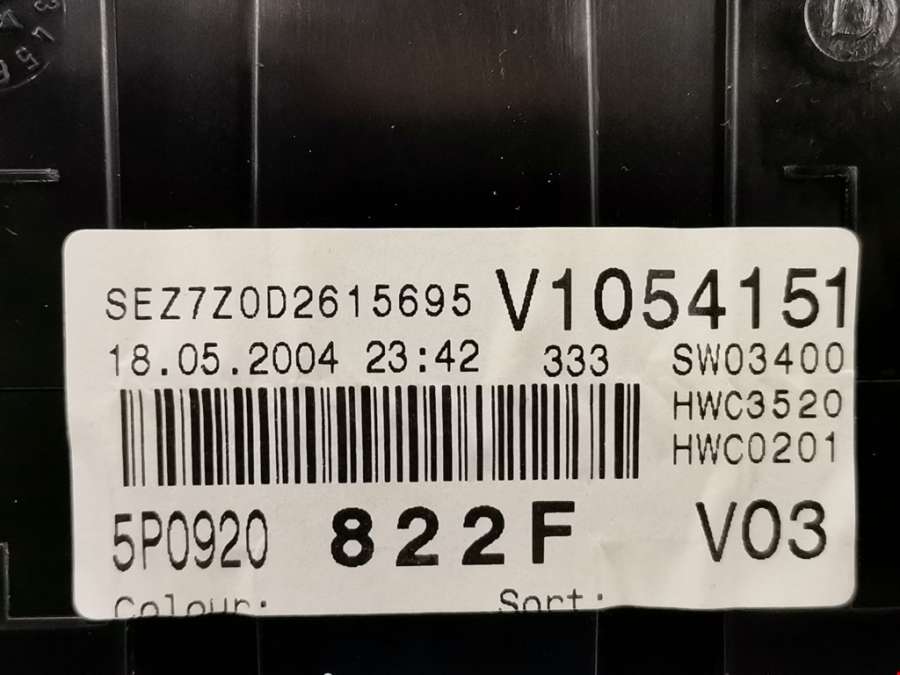 SEZ7Z0D2615695 V1054151
18.05.2004 23:42 333 SW03400
HWC3520
HWC0201
5P0920 822F V03
Colour: Sort: